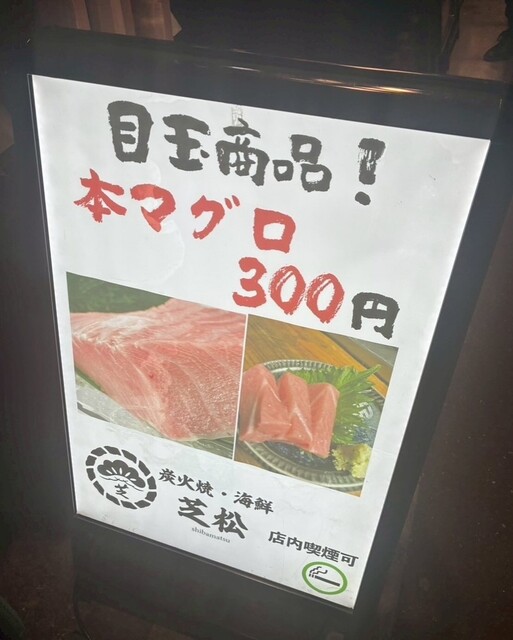 目玉商品!
本マグロ
300円
芝
炭火焼・海鮮
芝松
shibamatsu
店内喫煙可